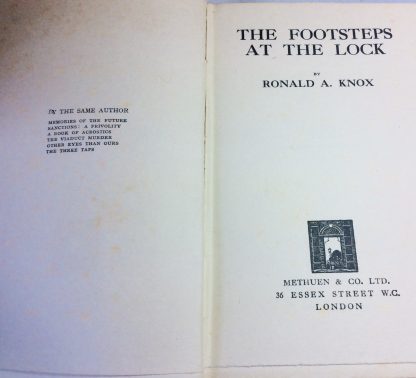 BY THE SAME AUTHOR
MEMORIES OF THE FUTURE
SANCTIONS: A FRIVOLITY
A BOOK OF ACROSTICS
THE VIADUCT MURDER
OTHER EYES THAN OURS
THE THREE TAPS
THE FOOTSTEPS
AT THE LOCK
BY
RONALD A. KNOX
METHUEN & CO. LTD.
36 ESSEX STREET W.C.
LONDON